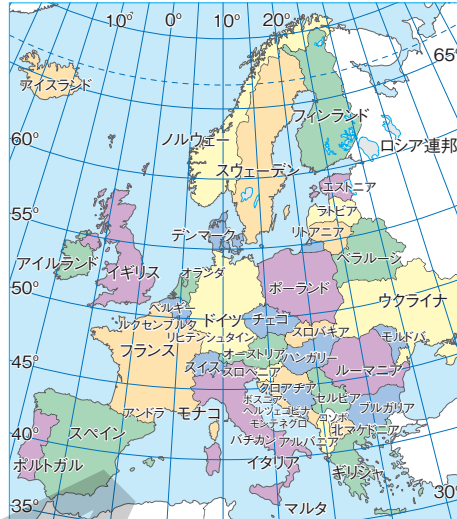 10° 0° 10° 20°
65°
アイスランド
フィンランド
60°
ノルウェー
ロシア連邦
スウェーデン
エストニア
55°
ラトビア
リトアニア
デンマーク
アイルランド
イギリス
オランダ
ベラルーシ
50°
ポーランド
ベルギー
ウクライナ
ルクセンブルク
ドイツ
チェコ
リヒテンシュタイン
スロバキア
モルドバ
フランス
オーストリア
ハンガリー
45°
スイス
スロベニア
ルーマニア
クロアチア
ボスニア・
ヘルツェゴビナ
セルビア
アンドラ
モナコ
モンテネグロ
コソボ
ブルガリア
スペイン
北マケドニア
40°
バチカン
アルバニア
ポルトガル
イタリア
ギリシャ
35°
マルタ
30°